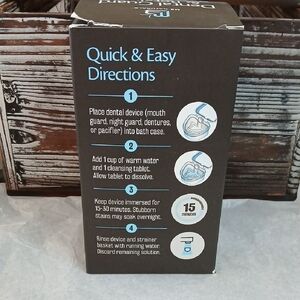 Quick & Easy
Directions
1
Place dental device (mouth
guard, night guard, dentures,
or pacifier) into bath case.
2
Add 1 cup of warm water
and 1 cleansing tablet.
Allow tablet to dissolve.
3
Keep device immersed for
15-30 minutes. Stubborn
stains may soak overnight.
15
minutes
4
Rinse device and strainer
basket with running water.
Discard remaining solution.